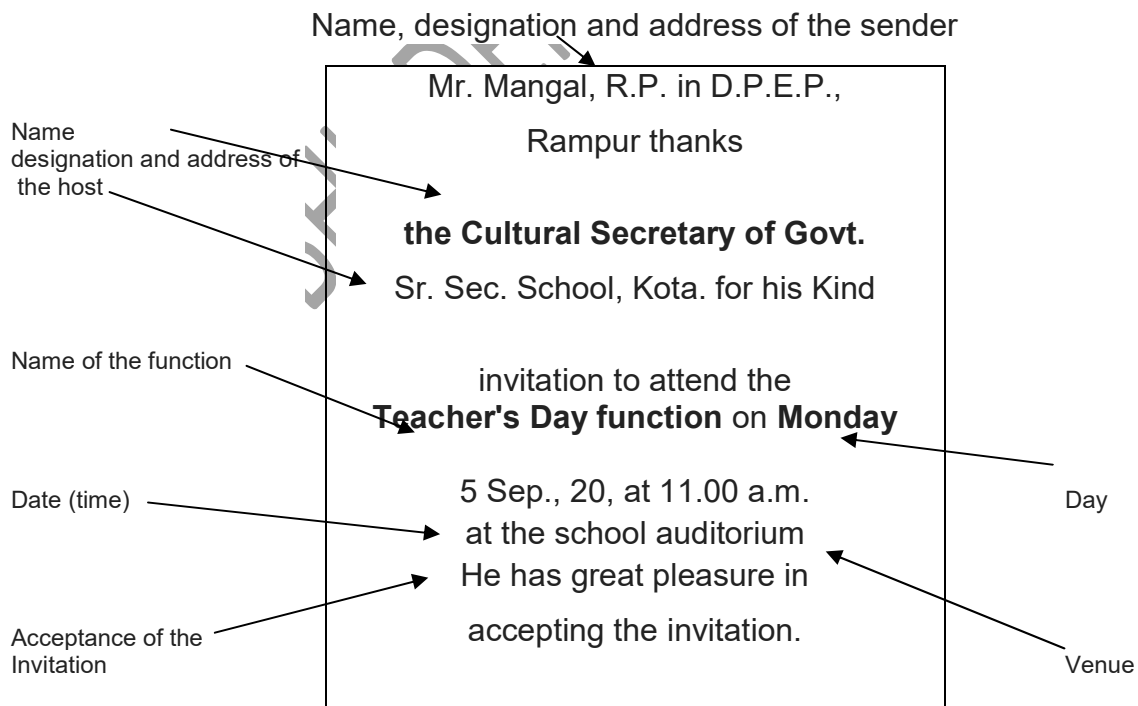 Name, designation and address of the sender
Mr. Mangal, R.P. in D.P.E.P.,
Rampur thanks
Name
designation and address of
the host
the Cultural Secretary of Govt.
Sr. Sec. School, Kota. for his Kind
Name of the function
invitation to attend the
Teacher's Day function on Monday
Date (time)
5 Sep., 20, at 11.00 a.m.
Day
at the school auditorium
He has great pleasure in
accepting the invitation.
Acceptance of the
Invitation
Venue